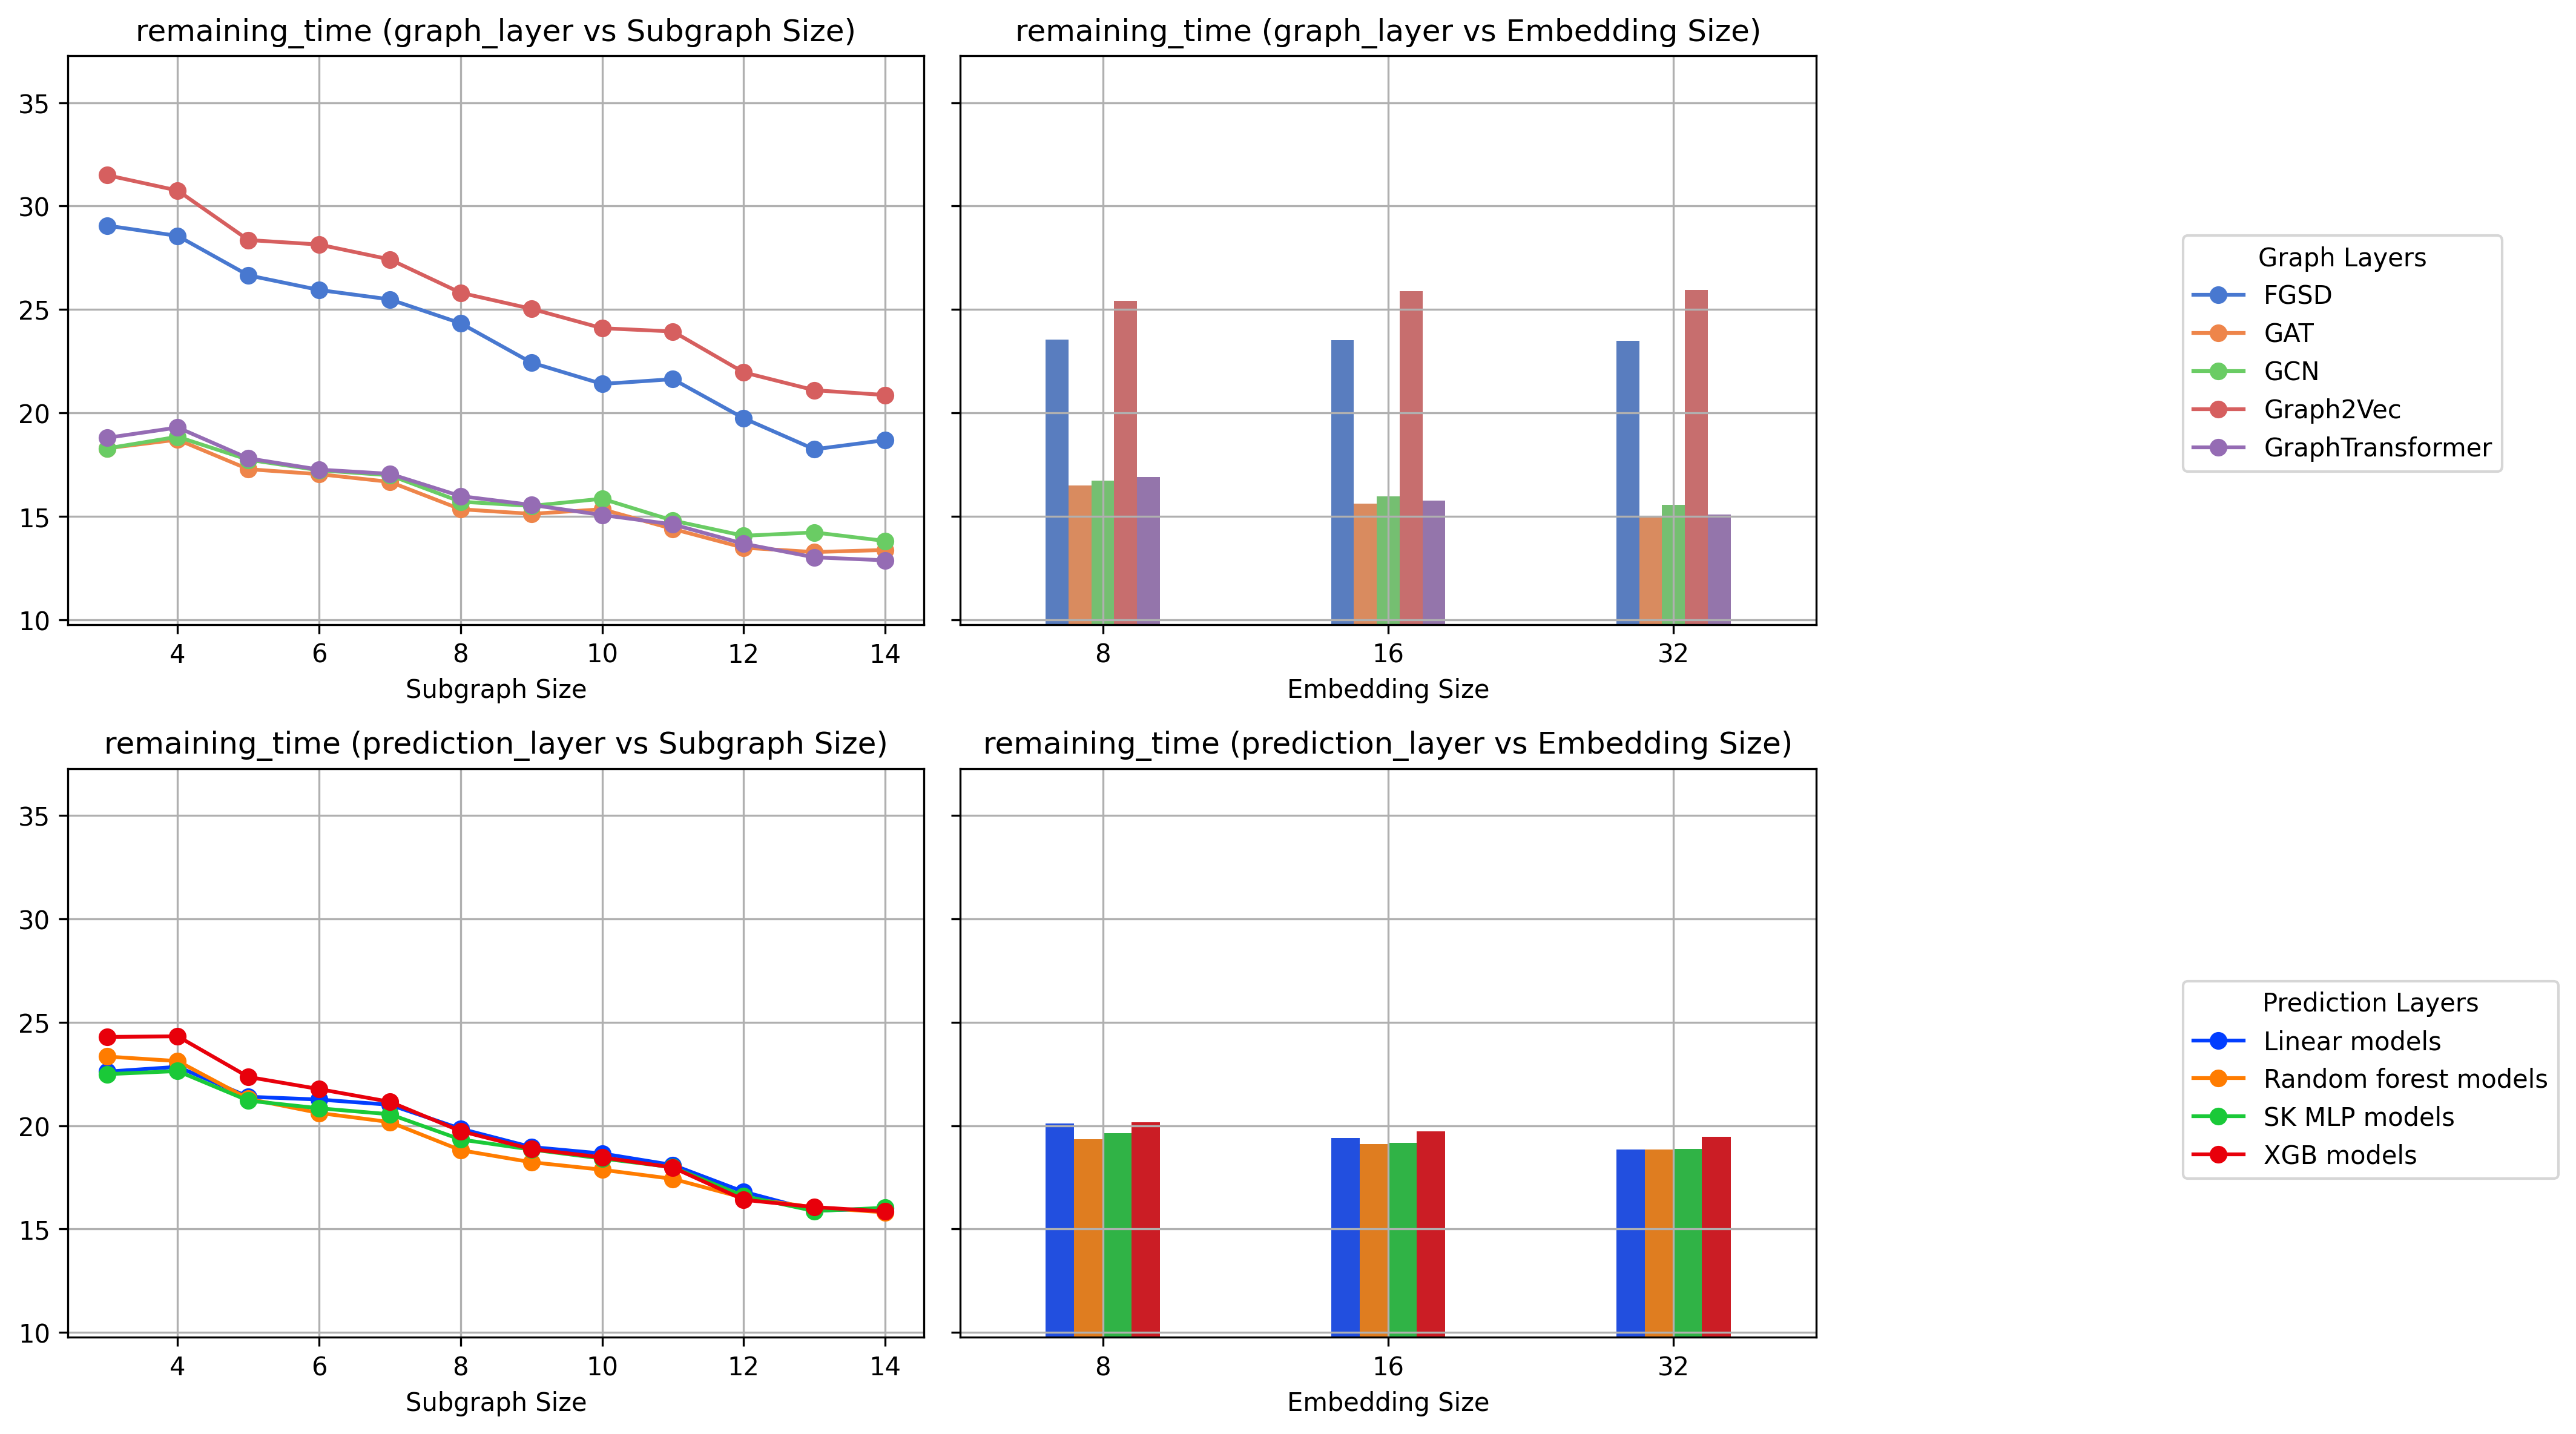 remaining_time (graph_layer vs Subgraph Size)
35
30
25
20
15
10
4 6 8 10 12 14
Subgraph Size
remaining_time (graph_layer vs Embedding Size)
8 16 32
Embedding Size
Graph Layers
FGSD
GAT
GCN
Graph2Vec
GraphTransformer
remaining_time (prediction_layer vs Subgraph Size)
35
30
25
20
15
10
4 6 8 10 12 14
Subgraph Size
remaining_time (prediction_layer vs Embedding Size)
8 16 32
Embedding Size
Prediction Layers
Linear models
Random forest models
SK MLP models
XGB models